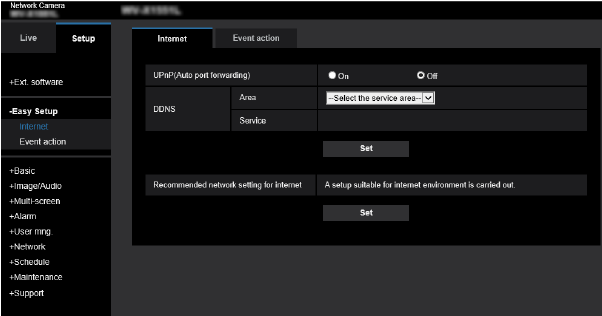 Network Camera
Live
Setup
+Ext. software
-Easy Setup
Internet
Event action
+Basic
+Image/Audio
+Multi-screen
+Alarm
+User mng.
+Network
+Schedule
+Maintenance
+Support
Internet
Event action
UPnP(Auto port forwarding)
On
Off
DDNS
Area
--Select the service area--
Service
Set
Recommended network setting for internet
A setup suitable for internet environment is carried out.
Set